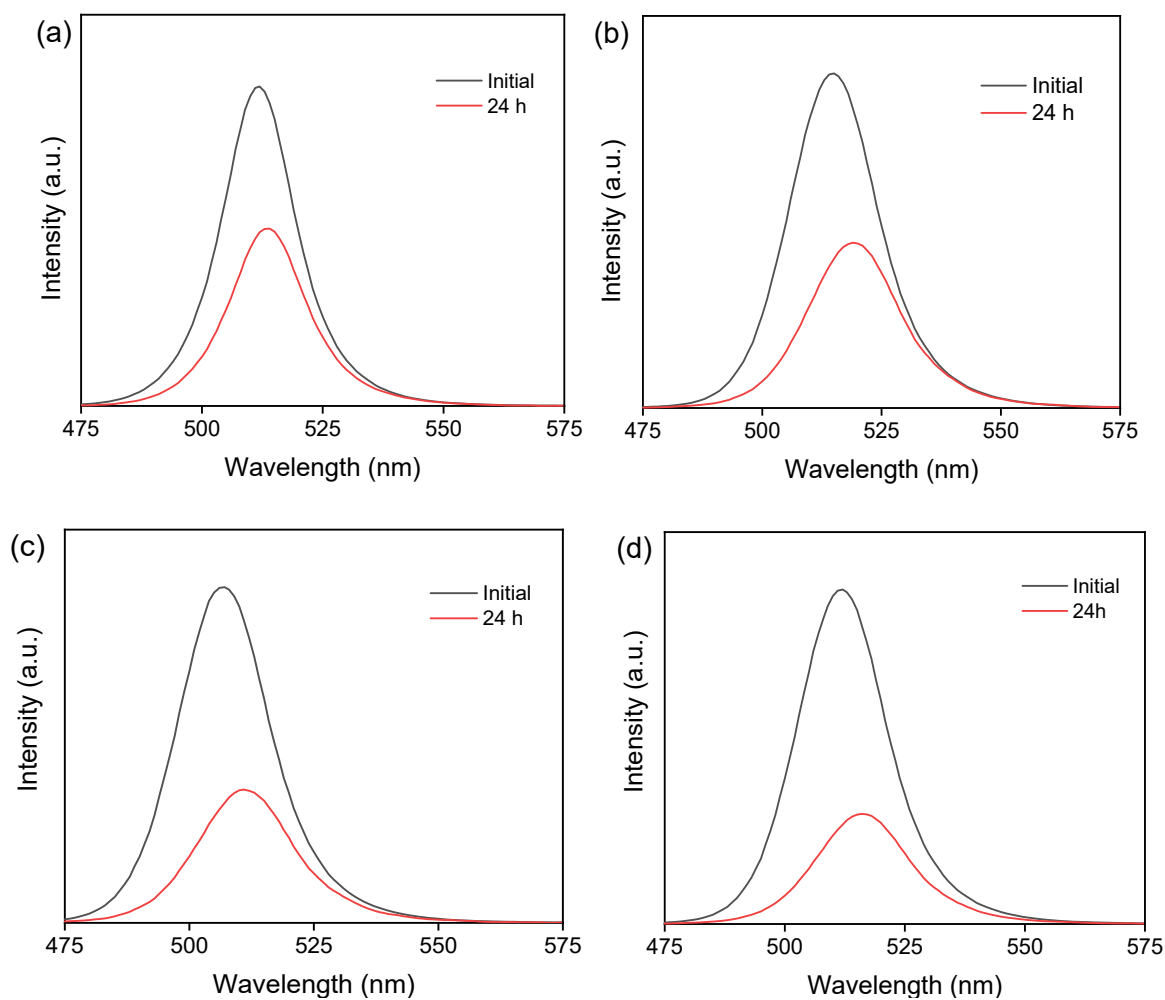 (a)
Initial
24 h
Intensity (a.u.)
475 500 525 550 575
Wavelength (nm)
(b)
Initial
24 h
Intensity (a.u.)
475 500 525 550 575
Wavelength (nm)
(c)
Initial
24 h
Intensity (a.u.)
475 500 525 550 575
Wavelength (nm)
(d)
Initial
24h
Intensity (a.u.)
475 500 525 550 575
Wavelength (nm)